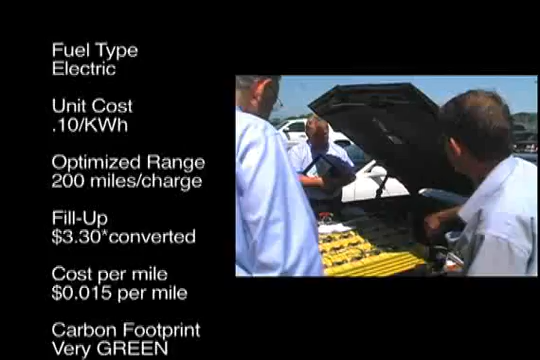 Fuel Type
Electric
Unit Cost
.10/KWh
Optimized Range
200 miles/charge
Fill-Up
$3.30*converted
Cost per mile
$0.015 per mile
Carbon Footprint
Very GREEN